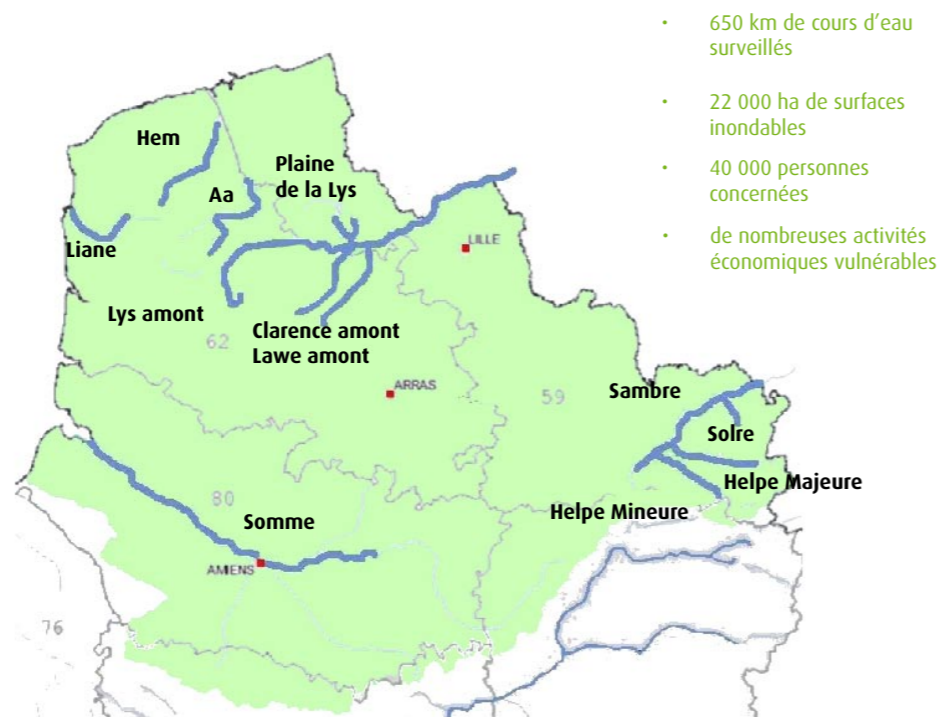 • 650 km de cours d’eau
surveillés
• 22 000 ha de surfaces
inondables
• 40 000 personnes
concernées
• de nombreuses activités
économiques vulnérables
Hem
Plaine
de la Lys
Aa
Liane
LILLE
Lys amont
Clarence amont
Lawe amont
62
ARRAS
59
Sambre
Solre
Helpe Majeure
Helpe Mineure
80
Somme
AMIENS
76